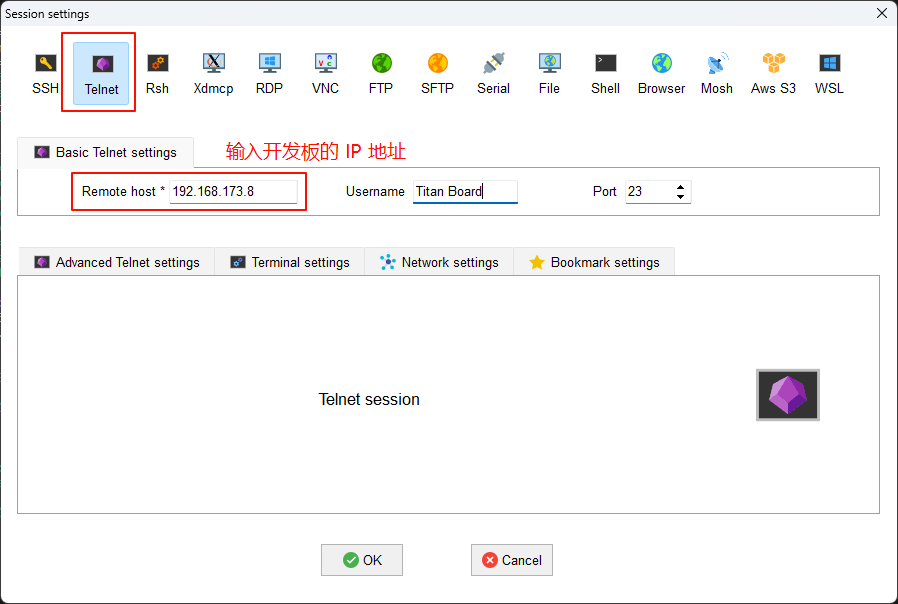 Session settings
SSH Telnet Rsh Xdmcp RDP VNC FTP SFTP Serial File Shell Browser Mosh Aws S3 WSL
Basic Telnet settings 输入开发板的 IP 地址
Remote host * 192.168.173.8 Username Titan Board Port 23
Advanced Telnet settings Terminal settings Network settings Bookmark settings
Telnet session
OK Cancel